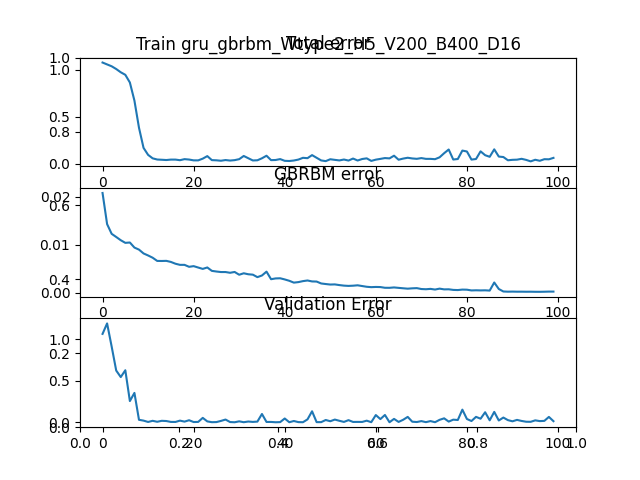 Train gru_gbrbm_Wtype2_H5_V200_B400_D16
Total error
1.0
1.0
0.5
0.8
0.0
0 20 40 60 80 100
GBRBM error
0.02
0.6
0.01
0.4
0.00
0 20 40 60 80 100
Validation Error
1.0
0.2
0.5
0.0
0.0
0.0 0 0.2 20 0.4 40 0.6 60 80 0.8 100 1.0